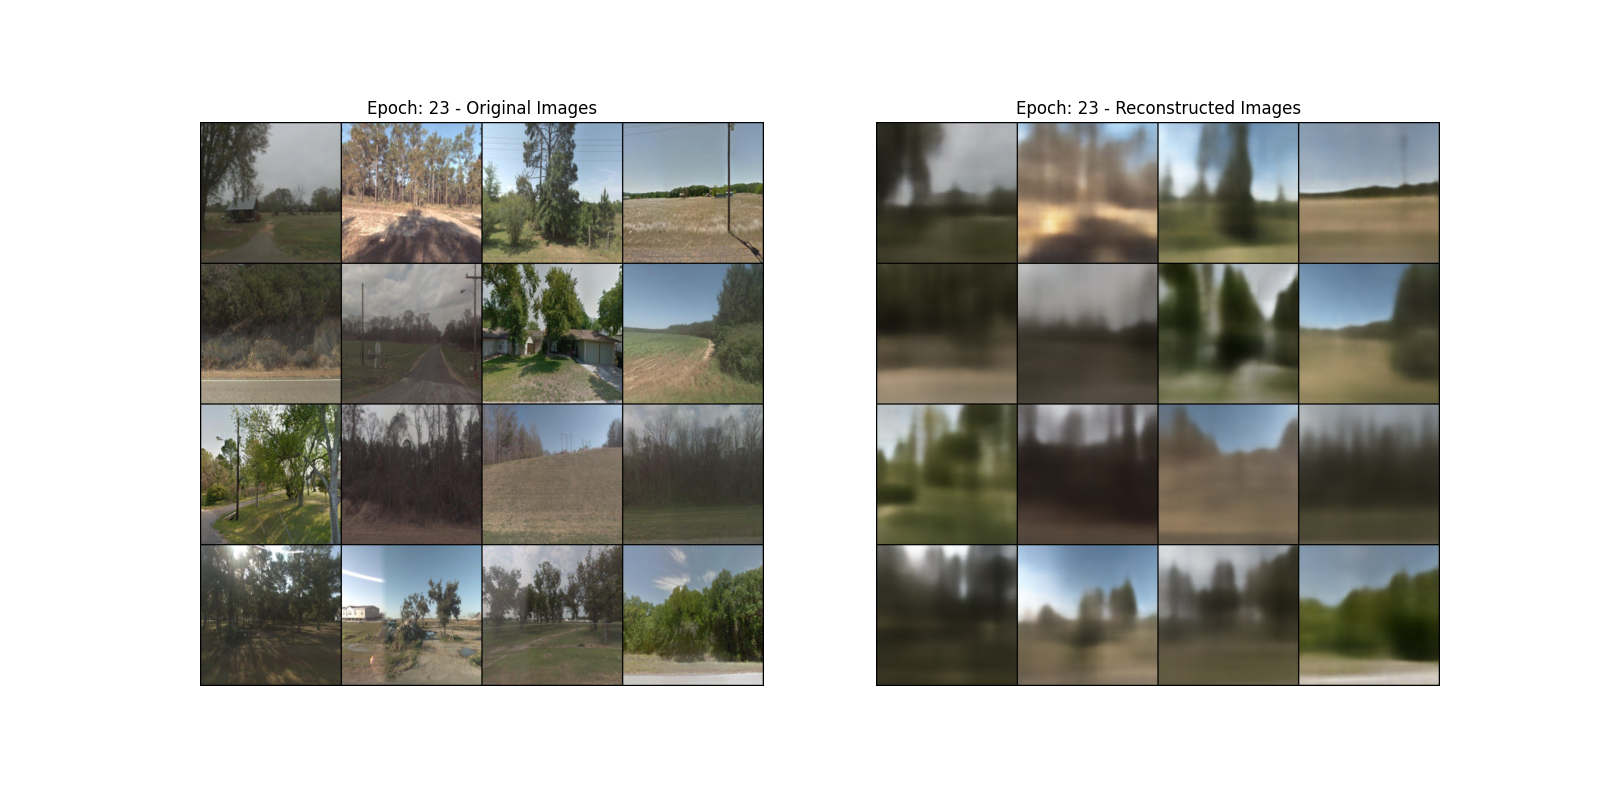 Epoch: 23 - Original Images
Epoch: 23 - Reconstructed Images